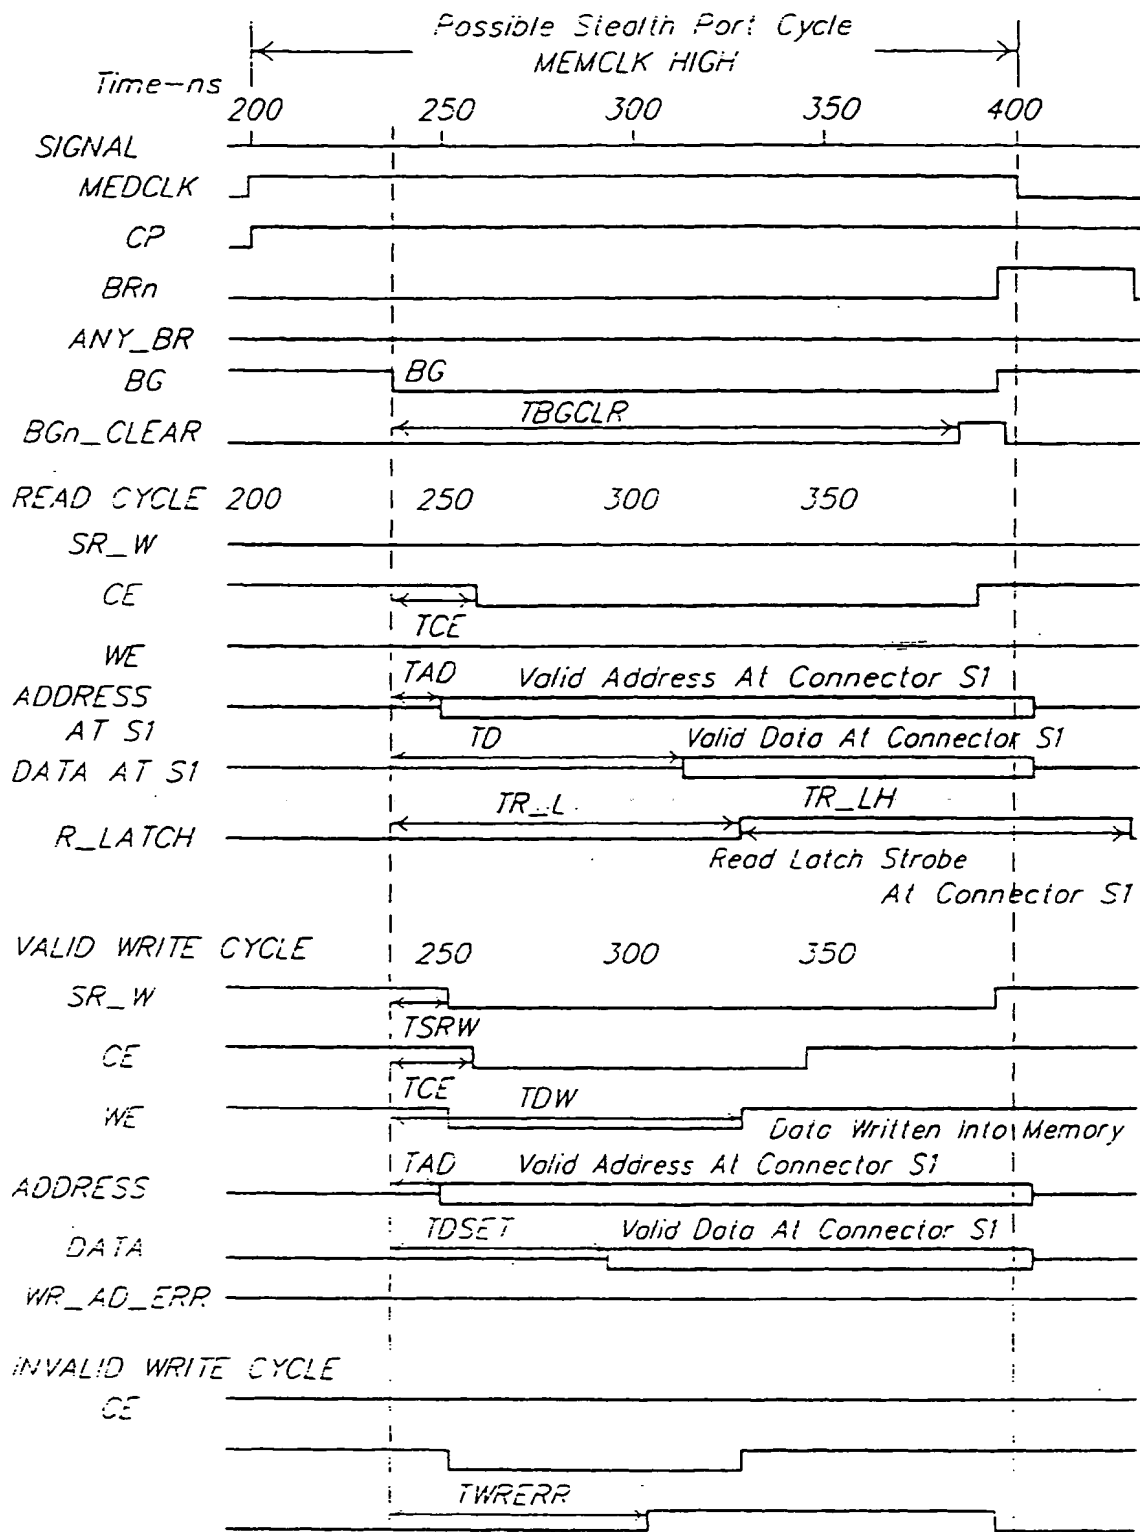 Possible Stealth Port Cycle
MEMCLK HIGH
Time-ns
200 250 300 350 400
SIGNAL
MEDCLK
CP
BRn
ANY_BR
BG BG
TBGCLR
BGn_CLEAR
READ CYCLE 200 250 300 350
SR_W
CE
TCE
WE
TAD Valid Address At Connector S1
ADDRESS
AT S1
TD Valid Data At Connector S1
DATA AT S1
TR_L TR_LH
R_LATCH
Read Latch Strobe
At Connector S1
VALID WRITE CYCLE 250 300 350
SR_W
TSRW
CE
TCE TDW
WE
Data Written Into Memory
TAD Valid Address At Connector S1
ADDRESS
TDSET Valid Data At Connector S1
DATA
WR_AD_ERR
INVALID WRITE CYCLE
CE
TWRERR